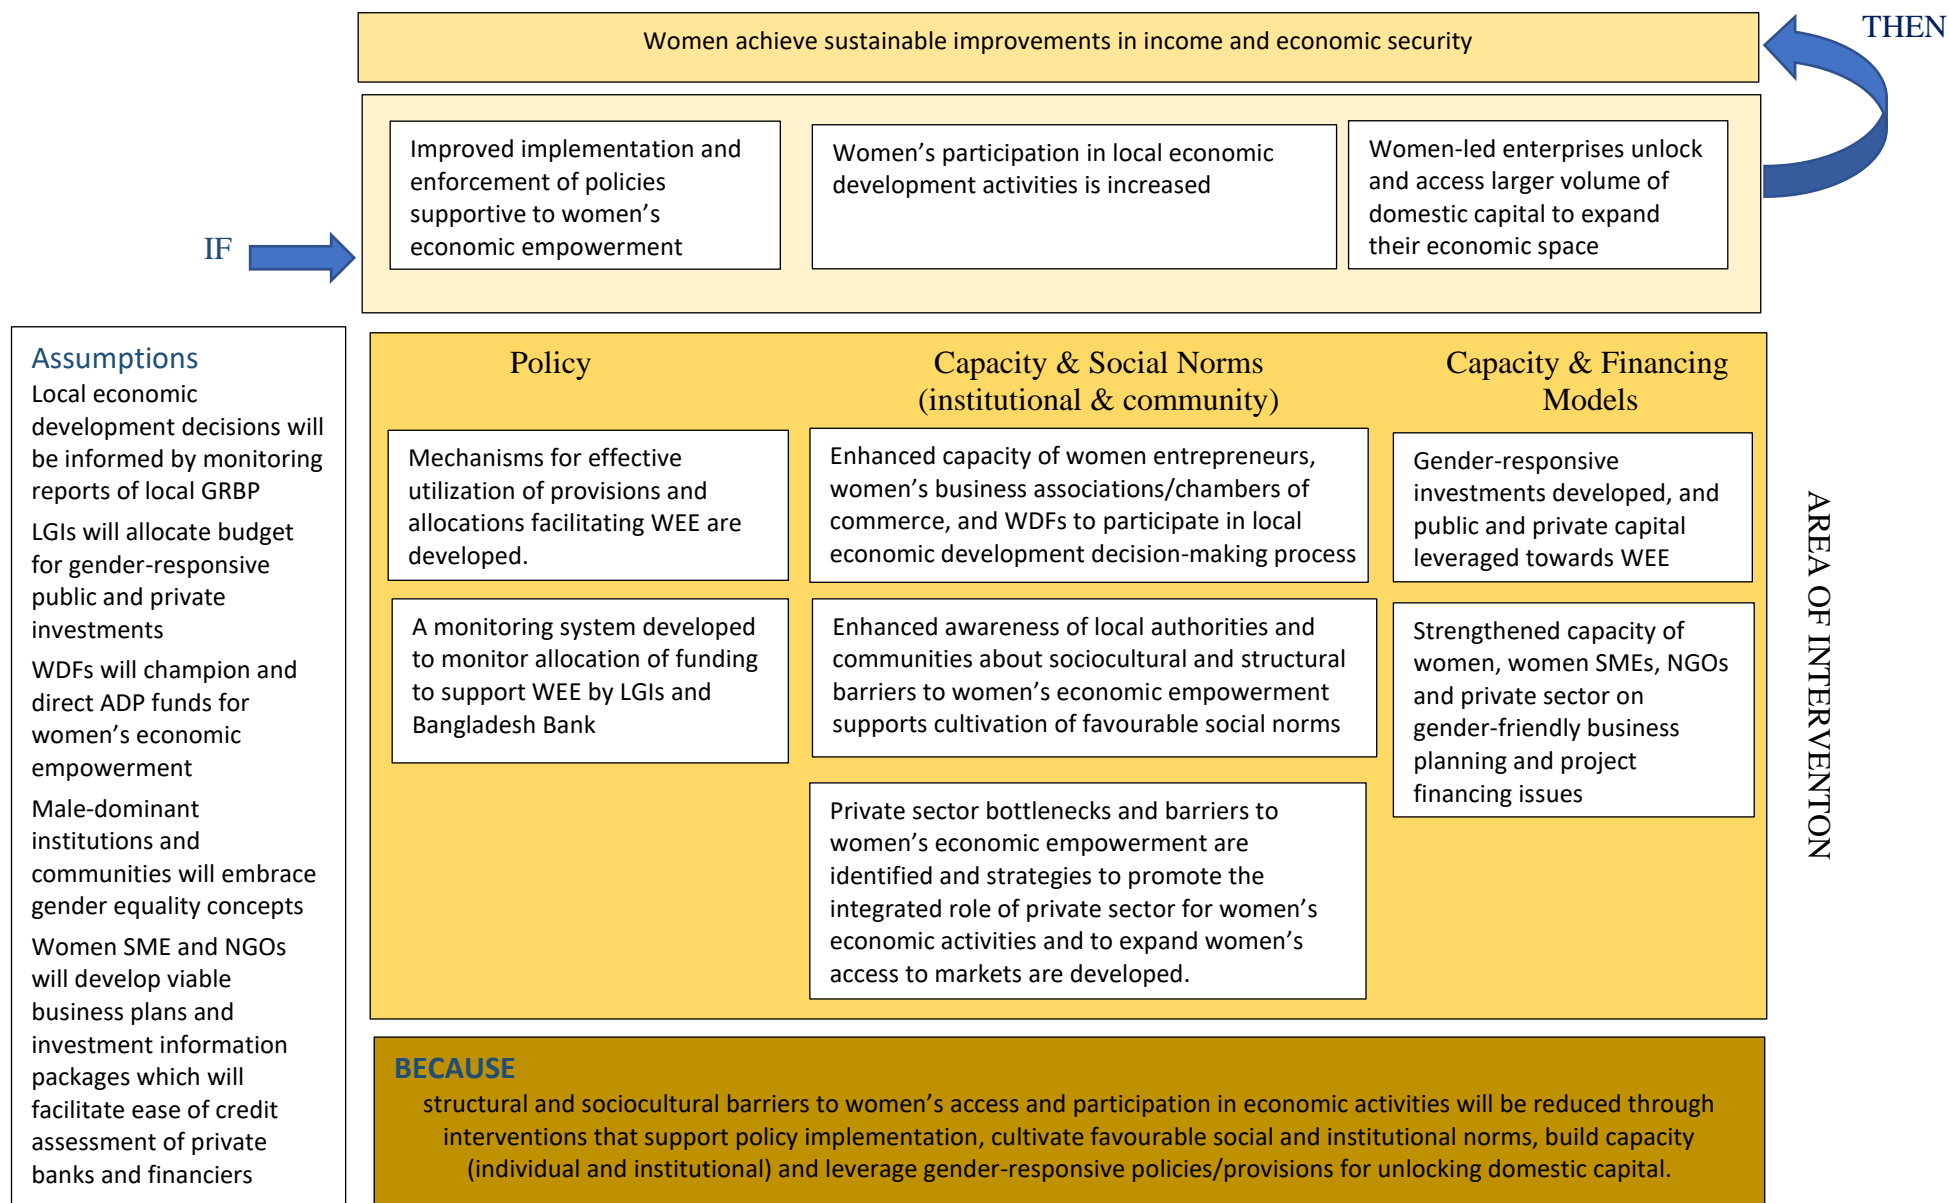 THEN
Women achieve sustainable improvements in income and economic security
Improved implementation and
enforcement of policies
supportive to women's
economic empowerment
Women's participation in local economic
development activities is increased
Women-led enterprises unlock
and access larger volume of
domestic capital to expand
their economic space
IF
Assumptions
Local economic
development decisions will
be informed by monitoring
reports of local GRBP
LGIs will allocate budget
for gender-responsive
public and private
investments
WDFs will champion and
direct ADP funds for
women's economic
empowerment
Male-dominant
institutions and
communities will embrace
gender equality concepts
Women SME and NGOs
will develop viable
business plans and
investment information
packages which will
facilitate ease of credit
assessment of private
banks and financiers
Policy
Mechanisms for effective
utilization of provisions and
allocations facilitating WEE are
developed.
A monitoring system developed
to monitor allocation of funding
to support WEE by LGIs and
Bangladesh Bank
Capacity & Social Norms
(institutional & community)
Enhanced capacity of women entrepreneurs,
women's business associations/chambers of
commerce, and WDFs to participate in local
economic development decision-making process
Enhanced awareness of local authorities and
communities about sociocultural and structural
barriers to women's economic empowerment
supports cultivation of favourable social norms
Private sector bottlenecks and barriers to
women's economic empowerment are
identified and strategies to promote the
integrated role of private sector for women's
economic activities and to expand women's
access to markets are developed.
Capacity & Financing
Models
Gender-responsive
investments developed, and
public and private capital
leveraged towards WEE
Strengthened capacity of
women, women SMEs, NGOs
and private sector on
gender-friendly business
planning and project
financing issues
AREA OF INTERVENTON
BECAUSE
structural and sociocultural barriers to women's access and participation in economic activities will be reduced through
interventions that support policy implementation, cultivate favourable social and institutional norms, build capacity
(individual and institutional) and leverage gender-responsive policies/provisions for unlocking domestic capital.